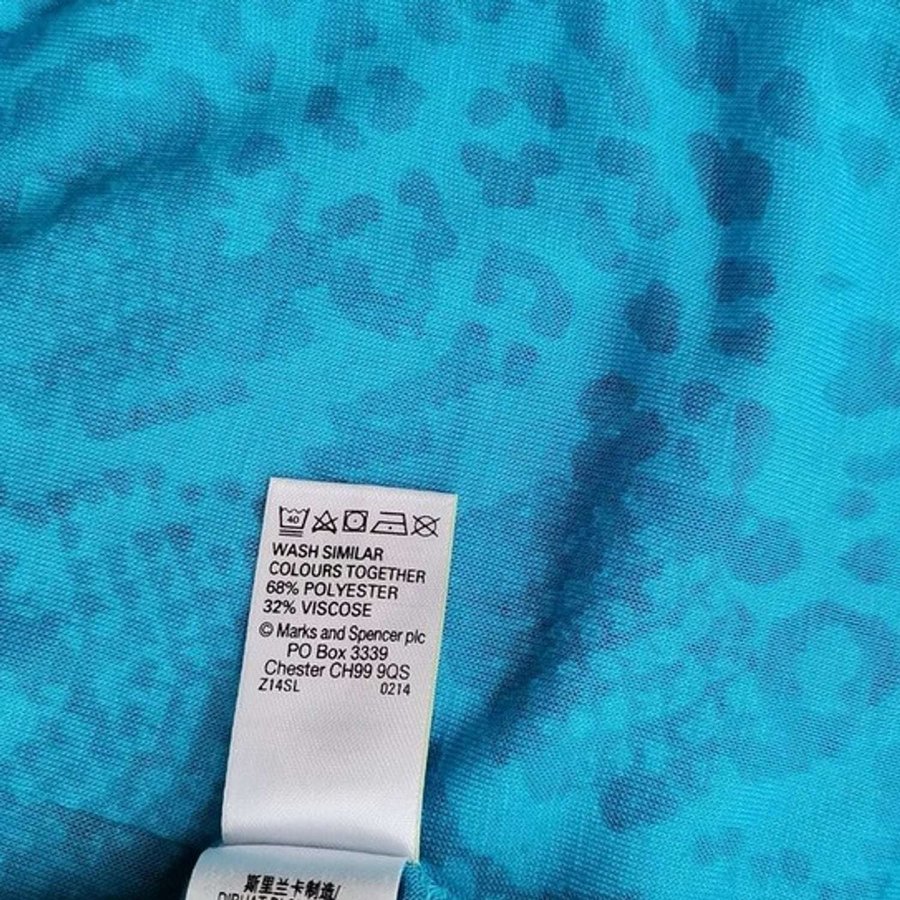 40
WASH SIMILAR
COLOURS TOGETHER
68% POLYESTER
32% VISCOSE
© Marks and Spencer plc
PO Box 3339
Chester CH99 9QS
Z14SL 0214
斯里兰卡制造/